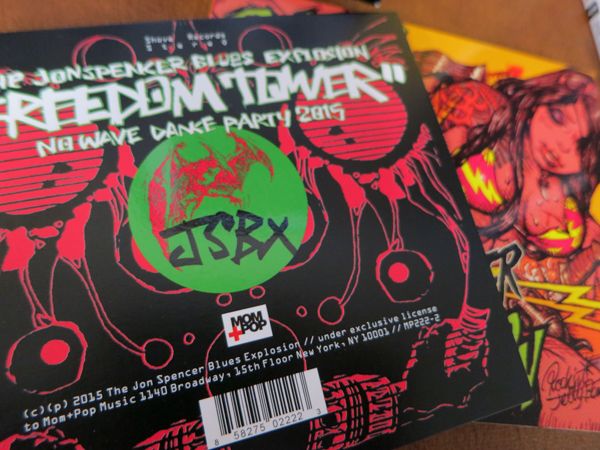 Shove Records
Stereo
JON SPENCER BLUES EXPLOSION
FREEDOM TOWER"
NO WAVE DANCE PARTY 2015
JSBX
MOM
+POP
(c)(p) 2015 The Jon Spencer Blues Explosion // under exclusive license
to Mom+Pop Music 1140 Broadway, 15th Floor New York, NY 10001 // MP222-2
8 58275 02222 3